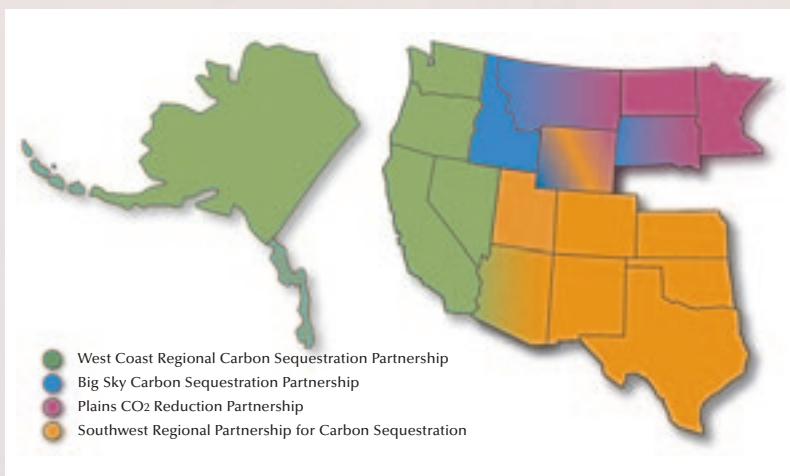 West Coast Regional Carbon Sequestration Partnership
Big Sky Carbon Sequestration Partnership
Plains CO2 Reduction Partnership
Southwest Regional Partnership for Carbon Sequestration